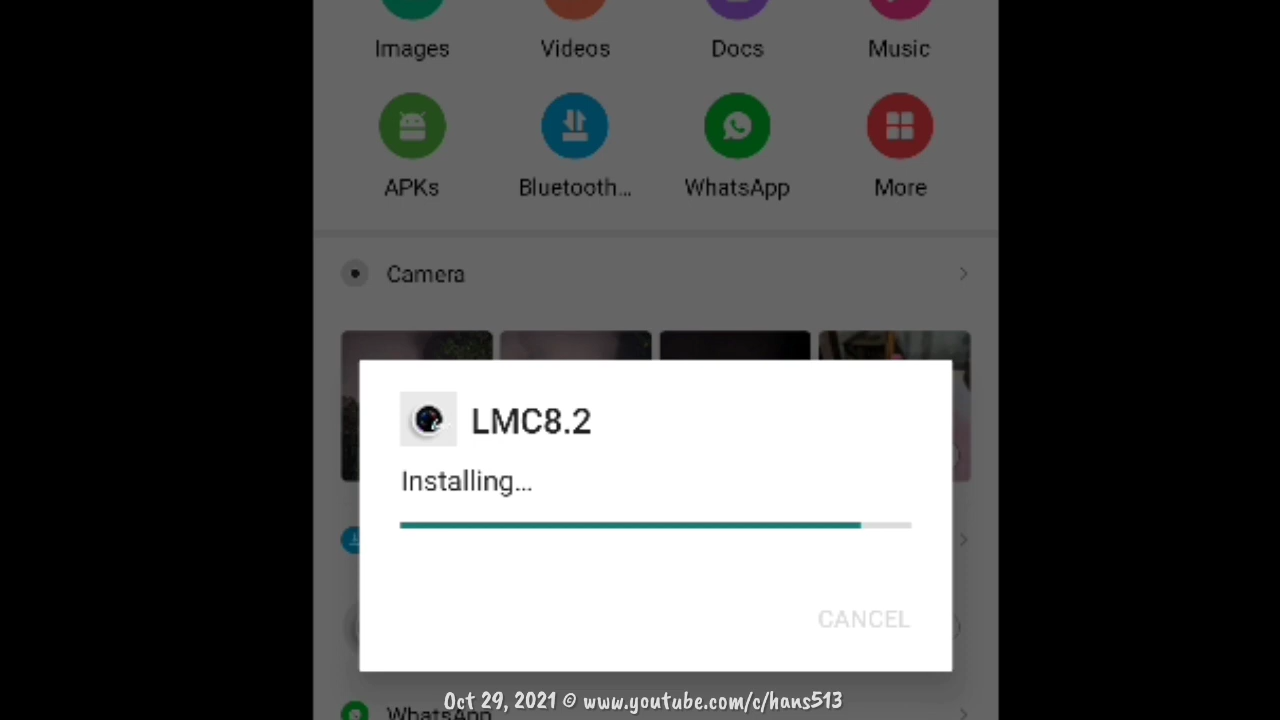 Images Videos Docs Music
APKs Bluetooth... WhatsApp More
Camera
LMC8.2
Installing...
CANCEL
WhatsApp
Oct 29, 2021 © www.youtube.com/c/hans513